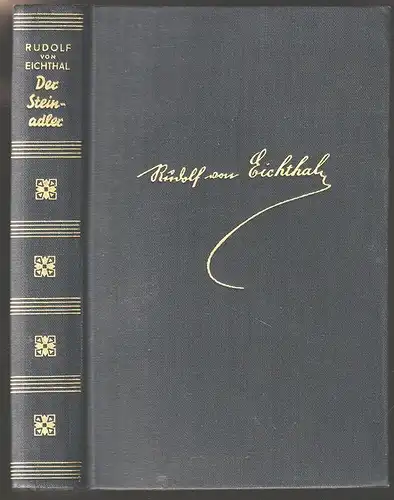 RUDOLF
VON
EICHTHAL
Der
Stein-
adler
Rudolf von Eichthal